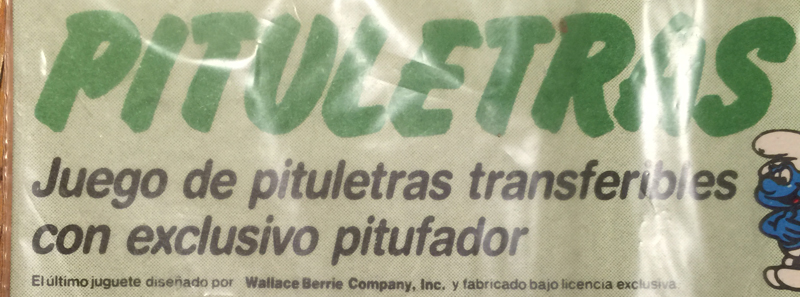 PITULETRAS
Juego de pituletras transferibles
con exclusivo pitufador
El último juguete diseñado por Wallace Berrie Company, Inc. y fabricado bajo licencia exclusiva